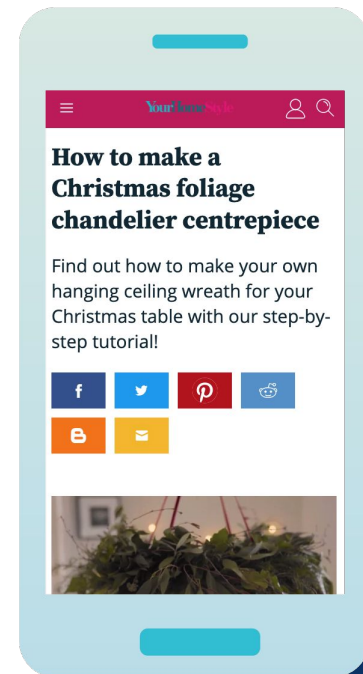 YourHomeStyle
How to make a
Christmas foliage
chandelier centrepiece
Find out how to make your own
hanging ceiling wreath for your
Christmas table with our step-by-
step tutorial!